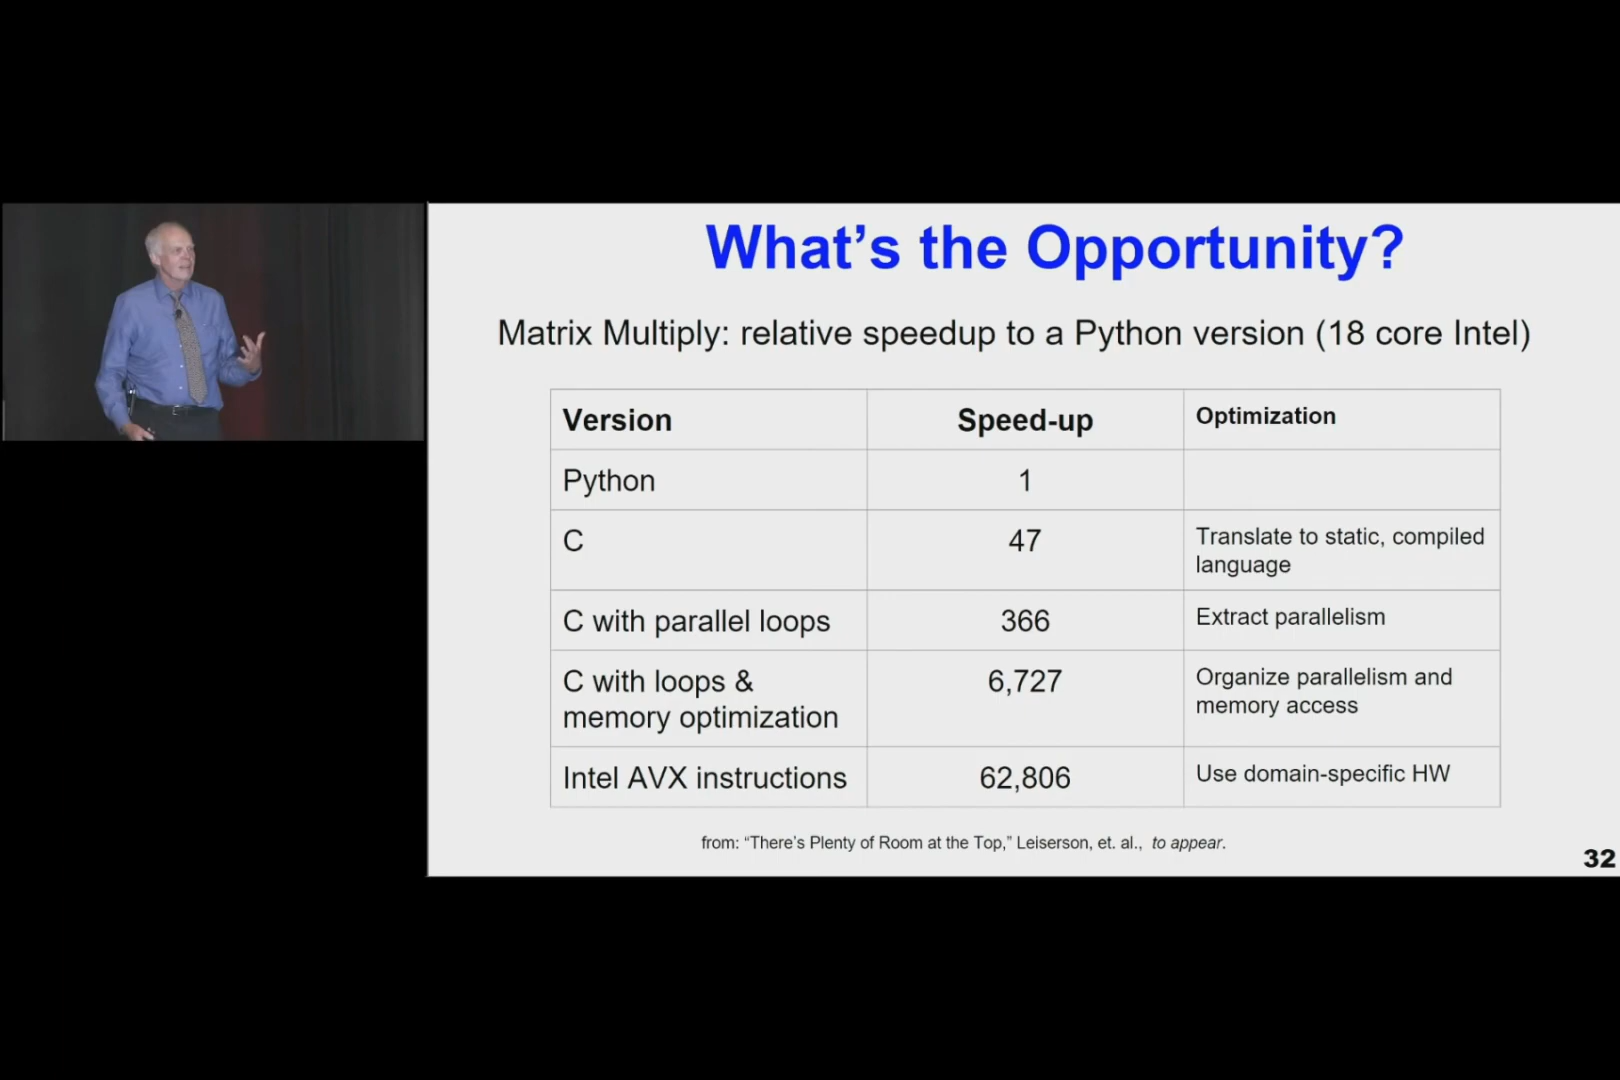 What's the Opportunity?
Matrix Multiply: relative speedup to a Python version (18 core Intel)
Version Speed-up Optimization
Python 1
C 47 Translate to static, compiled
language
C with parallel loops 366 Extract parallelism
C with loops & 6,727 Organize parallelism and
memory optimization memory access
Intel AVX instructions 62,806 Use domain-specific HW
from: “There's Plenty of Room at the Top,” Leiserson, et. al., to appear.
32